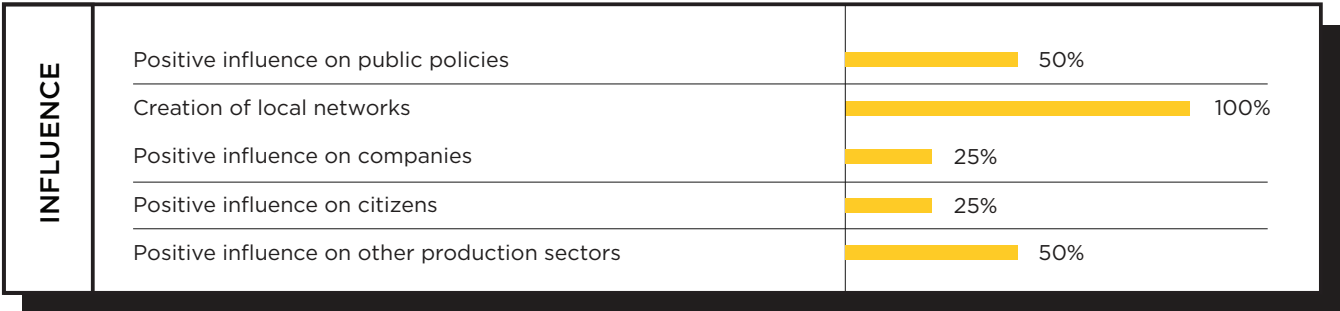 INFLUENCE
Positive influence on public policies 50%
Creation of local networks 100%
Positive influence on companies 25%
Positive influence on citizens 25%
Positive influence on other production sectors 50%